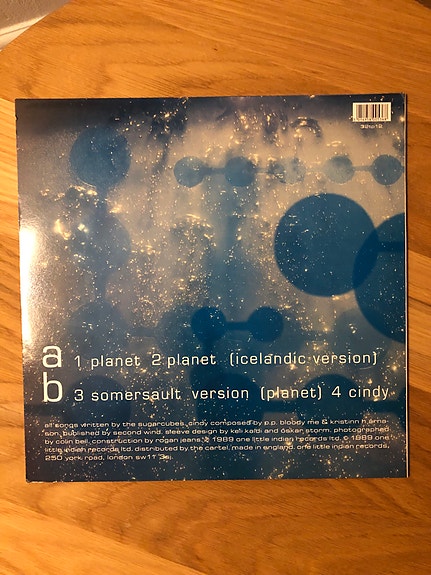 32tp12
a 1 planet 2 planet (icelandic version)
b 3 somersault version (planet) 4 cindy
all songs written by the sugarcubes, cindy composed by p.p. bloody me & kristinn h.arna-
son, published by second wind. sleeve design by keli kaldi and óskar storm. photographed
by colin bell, construction by rogan jeans. ℗ 1989 one little indian records ltd. © 1989 one
little indian records ltd. distributed by the cartel, made in england. one little indian records,
250 york road, london sw11 3sj.